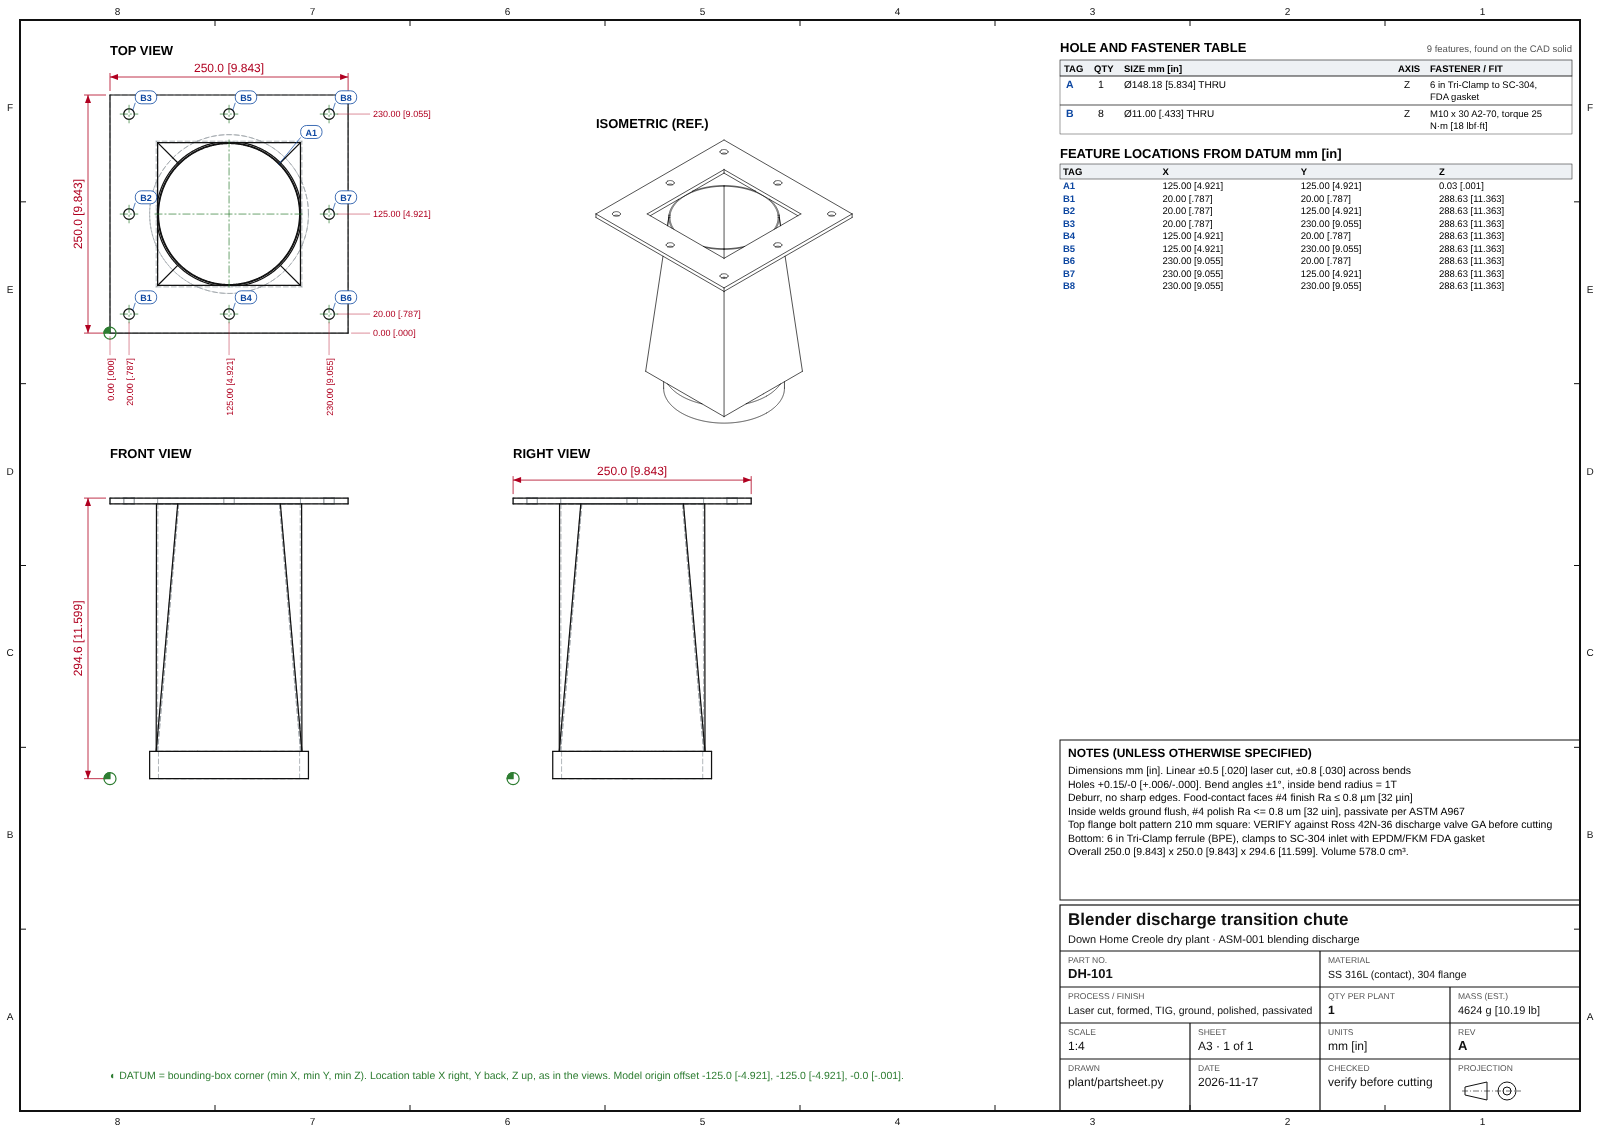 8 7 6 5 4 3 2 1
TOP VIEW
250.0 [9.843]
250.0 [9.843]
B3
B5
B8
A1
B2
B7
B1
B4
B6
230.00 [9.055]
125.00 [4.921]
20.00 [.787]
0.00 [.000]
0.00 [.000]
20.00 [.787]
125.00 [4.921]
230.00 [9.055]
ISOMETRIC (REF.)
HOLE AND FASTENER TABLE
9 features, found on the CAD solid
TAG QTY SIZE mm [in] AXIS FASTENER / FIT
A 1 Ø148.18 [5.834] THRU Z 6 in Tri-Clamp to SC-304,
FDA gasket
B 8 Ø11.00 [.433] THRU Z M10 x 30 A2-70, torque 25
N·m [18 lbf·ft]
FEATURE LOCATIONS FROM DATUM mm [in]
TAG X Y Z
A1 125.00 [4.921] 125.00 [4.921] 0.03 [.001]
B1 20.00 [.787] 20.00 [.787] 288.63 [11.363]
B2 20.00 [.787] 125.00 [4.921] 288.63 [11.363]
B3 20.00 [.787] 230.00 [9.055] 288.63 [11.363]
B4 125.00 [4.921] 20.00 [.787] 288.63 [11.363]
B5 125.00 [4.921] 230.00 [9.055] 288.63 [11.363]
B6 230.00 [9.055] 20.00 [.787] 288.63 [11.363]
B7 230.00 [9.055] 125.00 [4.921] 288.63 [11.363]
B8 230.00 [9.055] 230.00 [9.055] 288.63 [11.363]
FRONT VIEW
294.6 [11.599]
RIGHT VIEW
250.0 [9.843]
NOTES (UNLESS OTHERWISE SPECIFIED)
Dimensions mm [in]. Linear ±0.5 [.020] laser cut, ±0.8 [.030] across bends
Holes +0.15/-0 [+.006/-.000]. Bend angles ±1°, inside bend radius = 1T
Deburr, no sharp edges. Food-contact faces #4 finish Ra ≤ 0.8 µm [32 µin]
Inside welds ground flush, #4 polish Ra <= 0.8 um [32 uin], passivate per ASTM A967
Top flange bolt pattern 210 mm square: VERIFY against Ross 42N-36 discharge valve GA before cutting
Bottom: 6 in Tri-Clamp ferrule (BPE), clamps to SC-304 inlet with EPDM/FKM FDA gasket
Overall 250.0 [9.843] x 250.0 [9.843] x 294.6 [11.599]. Volume 578.0 cm³.
Blender discharge transition chute
Down Home Creole dry plant · ASM-001 blending discharge
PART NO.
DH-101
MATERIAL
SS 316L (contact), 304 flange
PROCESS / FINISH
Laser cut, formed, TIG, ground, polished, passivated
QTY PER PLANT
1
MASS (EST.)
4624 g [10.19 lb]
SCALE
1:4
SHEET
A3 · 1 of 1
UNITS
mm [in]
REV
A
DRAWN
plant/partsheet.py
DATE
2026-11-17
CHECKED
verify before cutting
PROJECTION
DATUM = bounding-box corner (min X, min Y, min Z). Location table X right, Y back, Z up, as in the views. Model origin offset -125.0 [-4.921], -125.0 [-4.921], -0.0 [-.001].
F F
E E
D D
C C
B B
A A
8 7 6 5 4 3 2 1